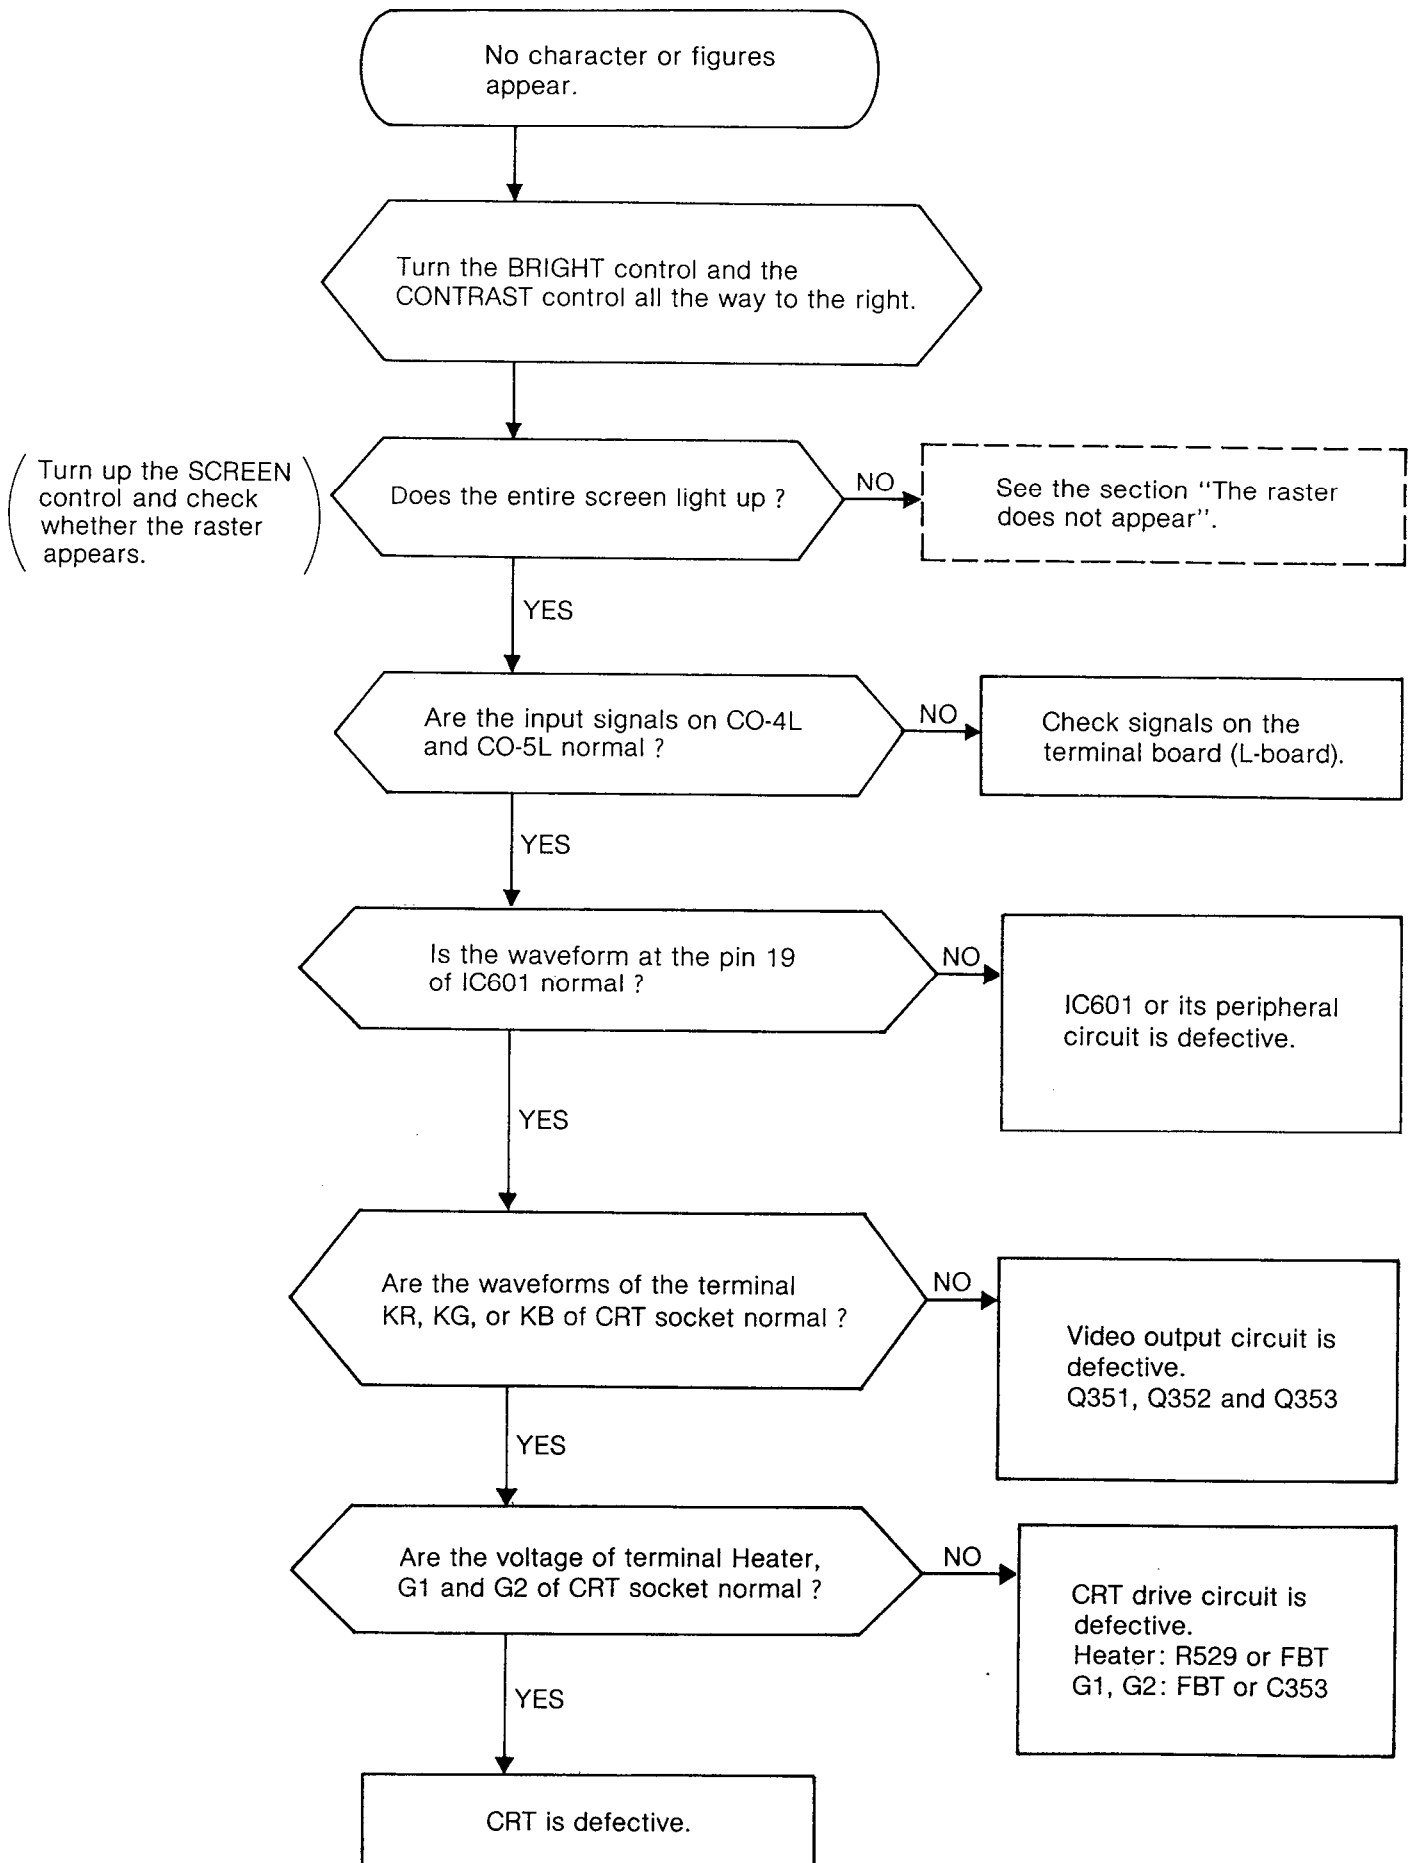 No character or figures
appear.
Turn the BRIGHT control and the
CONTRAST control all the way to the right.
Turn up the SCREEN
control and check
whether the raster
appears.
Does the entire screen light up ?
NO
See the section “The raster
does not appear”.
YES
Are the input signals on CO-4L
and CO-5L normal ?
NO
Check signals on the
terminal board (L-board).
YES
Is the waveform at the pin 19
of IC601 normal ?
NO
IC601 or its peripheral
circuit is defective.
YES
Are the waveforms of the terminal
KR, KG, or KB of CRT socket normal ?
NO
Video output circuit is
defective.
Q351, Q352 and Q353
YES
Are the voltage of terminal Heater,
G1 and G2 of CRT socket normal ?
NO
CRT drive circuit is
defective.
Heater: R529 or FBT
G1, G2: FBT or C353
YES
CRT is defective.